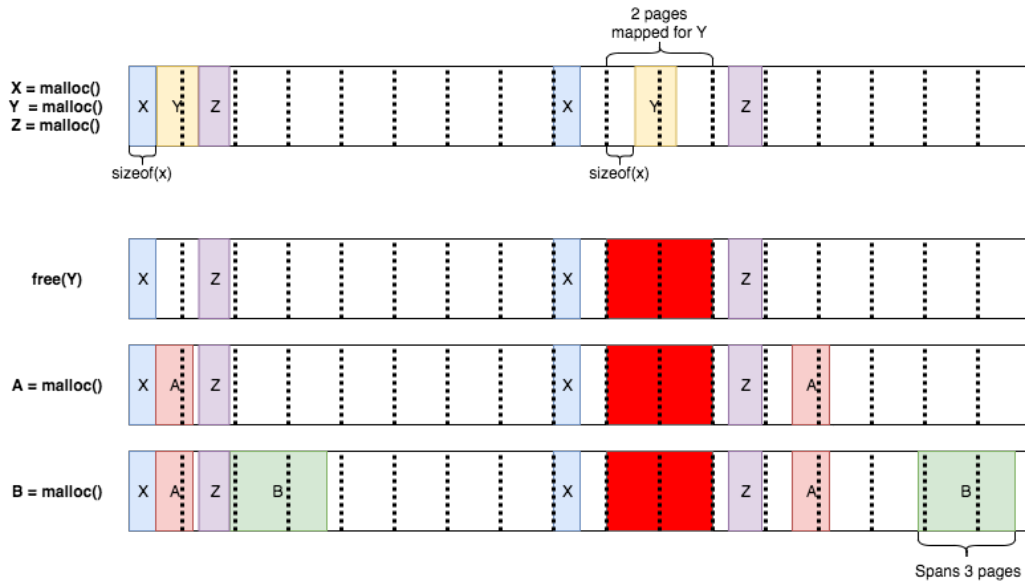 2 pages
mapped for Y
X = malloc()
Y = malloc()
Z = malloc()
X Y Z X Y Z
sizeof(x) sizeof(x)
free(Y)
X Z X Z
A = malloc()
X A Z X Z A
B = malloc()
X A Z B X Z A B
Spans 3 pages